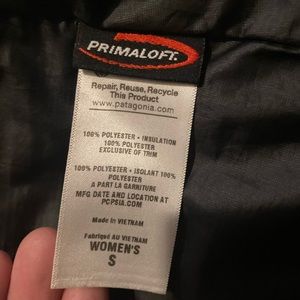 PRIMALOFT®
Repair, Reuse, Recycle
This Product
www.patagonia.com
100% POLYESTER • INSULATION
100% POLYESTER
EXCLUSIVE OF TRIM
100% POLYESTER • ISOLANT 100%
POLYESTER
A PART LA GARNITURE
MFG DATE AND LOCATION AT
PCPSIA.COM
Made in VIETNAM
Fabriqué AU VIETNAM
WOMEN'S
S